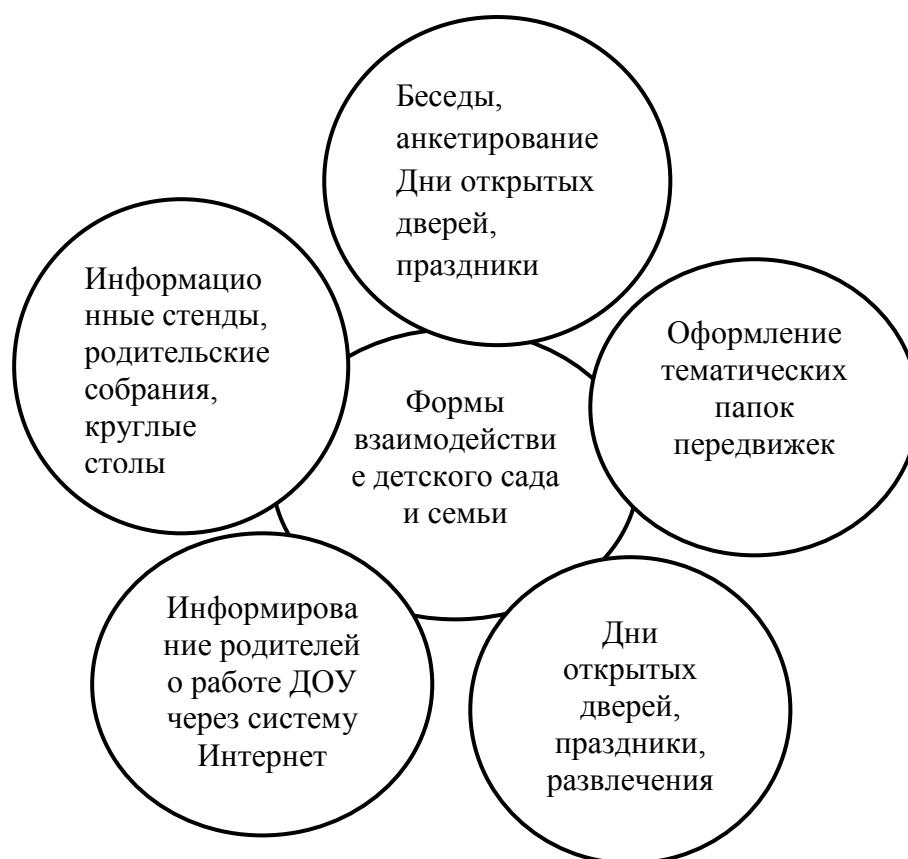 Беседы,
анкетирование
Дни открытых
дверей,
праздники
Информацио
нные стенды,
родительские
собрания,
круглые
столы
Оформление
тематических
папок
передвижек
Формы
взаимодействи
е детского сада
и семьи
Информирова
ние родителей
о работе ДОУ
через систему
Интернет
Дни
открытых
дверей,
праздники,
развлечения